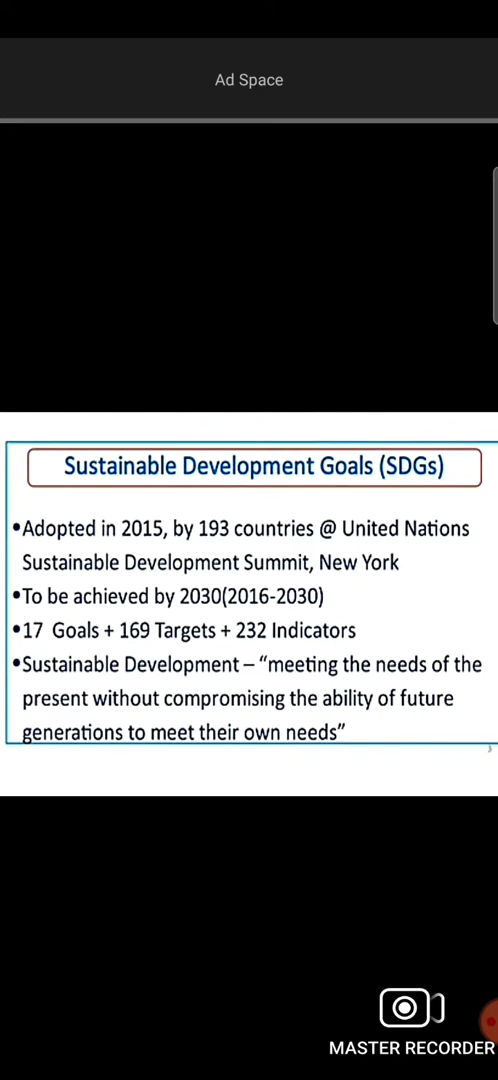 Ad Space
Sustainable Development Goals (SDGs)
•Adopted in 2015, by 193 countries @ United Nations
Sustainable Development Summit, New York
•To be achieved by 2030(2016-2030)
•17 Goals + 169 Targets + 232 Indicators
•Sustainable Development – “meeting the needs of the
present without compromising the ability of future
generations to meet their own needs”
3
MASTER RECORDER